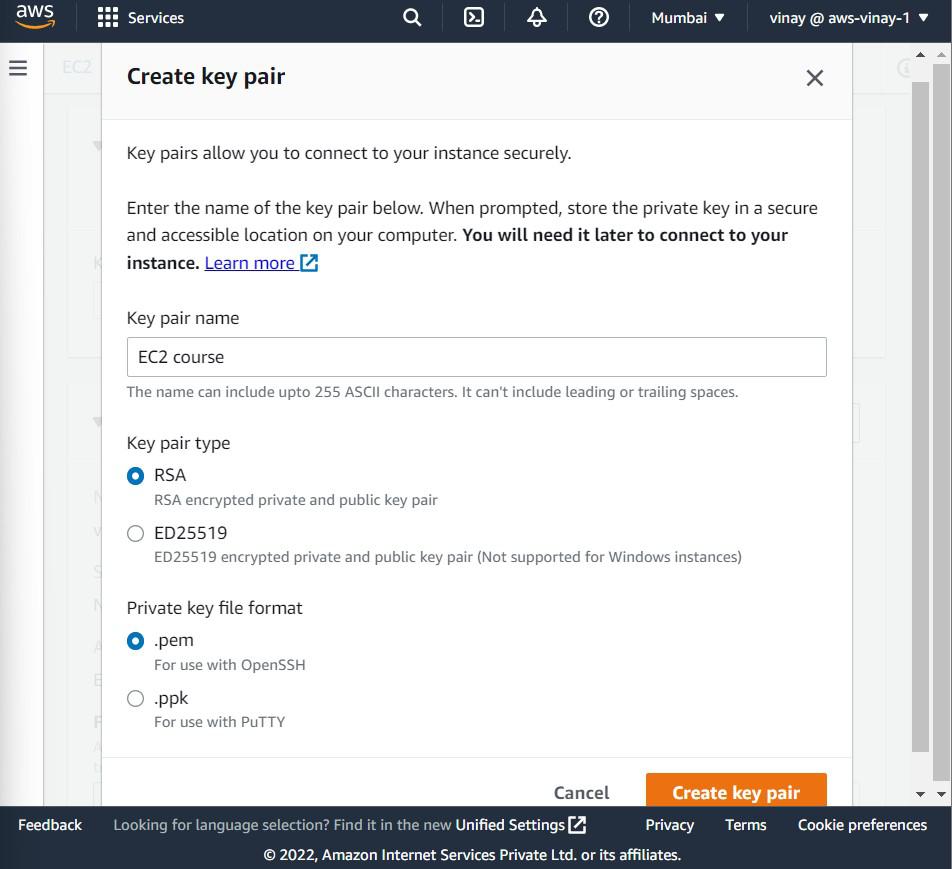 aws
Services
Mumbai
vinay @ aws-vinay-1
EC2
Create key pair
Key pairs allow you to connect to your instance securely.
Enter the name of the key pair below. When prompted, store the private key in a secure
and accessible location on your computer. You will need it later to connect to your
instance. Learn more
Key pair name
EC2 course
The name can include upto 255 ASCII characters. It can't include leading or trailing spaces.
Key pair type
RSA
RSA encrypted private and public key pair
ED25519
ED25519 encrypted private and public key pair (Not supported for Windows instances)
Private key file format
.pem
For use with OpenSSH
.ppk
For use with PuTTY
Cancel
Create key pair
Feedback
Looking for language selection? Find it in the new Unified Settings
Privacy
Terms
Cookie preferences
© 2022, Amazon Internet Services Private Ltd. or its affiliates.